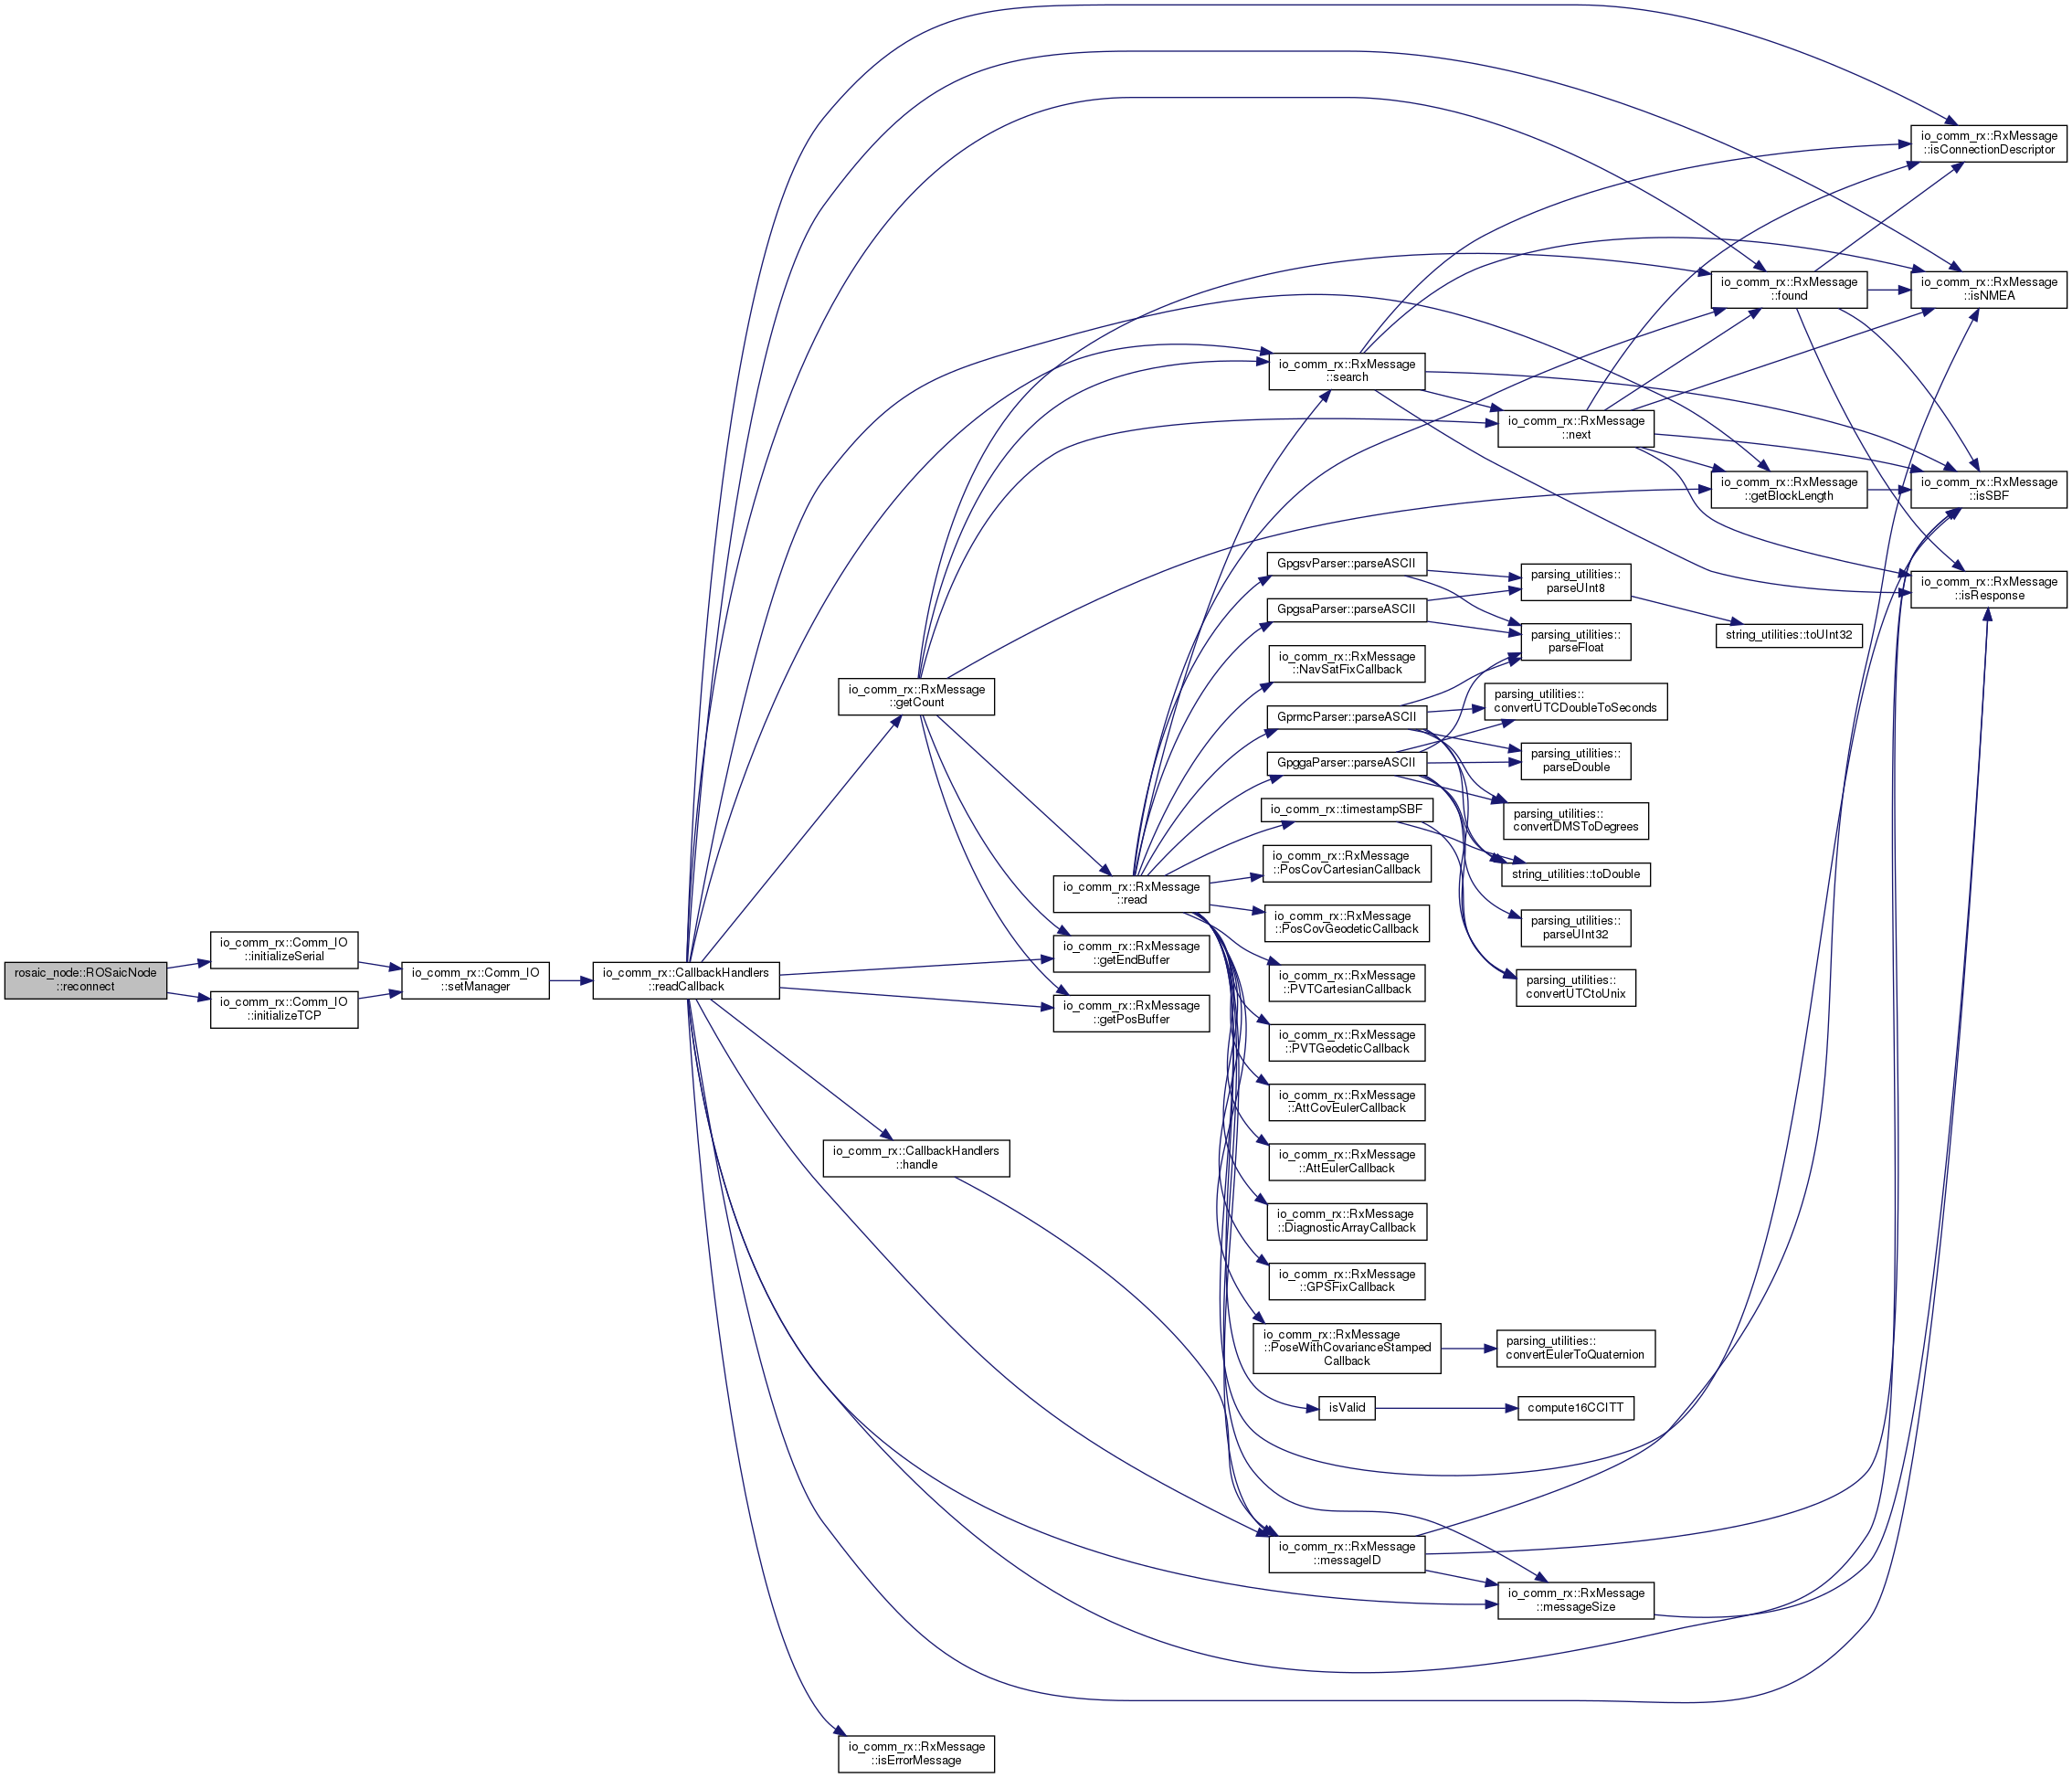 rosaic_node::ROSaicNode
::reconnect
io_comm_rx::Comm_IO
::initializeSerial
io_comm_rx::Comm_IO
::initializeTCP
io_comm_rx::Comm_IO
::setManager
io_comm_rx::CallbackHandlers
::readCallback
io_comm_rx::RxMessage
::getCount
io_comm_rx::CallbackHandlers
::handle
io_comm_rx::RxMessage
::isErrorMessage
io_comm_rx::RxMessage
::read
io_comm_rx::RxMessage
::getEndBuffer
io_comm_rx::RxMessage
::getPosBuffer
io_comm_rx::RxMessage
::search
GpgsvParser::parseASCII
GpgsaParser::parseASCII
io_comm_rx::RxMessage
::NavSatFixCallback
GprmcParser::parseASCII
GpggaParser::parseASCII
io_comm_rx::timestampSBF
io_comm_rx::RxMessage
::PosCovCartesianCallback
io_comm_rx::RxMessage
::PosCovGeodeticCallback
io_comm_rx::RxMessage
::PVTCartesianCallback
io_comm_rx::RxMessage
::PVTGeodeticCallback
io_comm_rx::RxMessage
::AttCovEulerCallback
io_comm_rx::RxMessage
::AttEulerCallback
io_comm_rx::RxMessage
::DiagnosticArrayCallback
io_comm_rx::RxMessage
::GPSFixCallback
io_comm_rx::RxMessage
::PoseWithCovarianceStamped
Callback
isValid
io_comm_rx::RxMessage
::messageID
io_comm_rx::RxMessage
::next
parsing_utilities::
parseUInt8
parsing_utilities::
parseFloat
parsing_utilities::
convertUTCDoubleToSeconds
parsing_utilities::
parseDouble
parsing_utilities::
convertDMSToDegrees
string_utilities::toDouble
parsing_utilities::
parseUInt32
parsing_utilities::
convertUTCtoUnix
parsing_utilities::
convertEulerToQuaternion
compute16CCITT
io_comm_rx::RxMessage
::messageSize
io_comm_rx::RxMessage
::found
io_comm_rx::RxMessage
::getBlockLength
string_utilities::toUInt32
io_comm_rx::RxMessage
::isConnectionDescriptor
io_comm_rx::RxMessage
::isNMEA
io_comm_rx::RxMessage
::isSBF
io_comm_rx::RxMessage
::isResponse